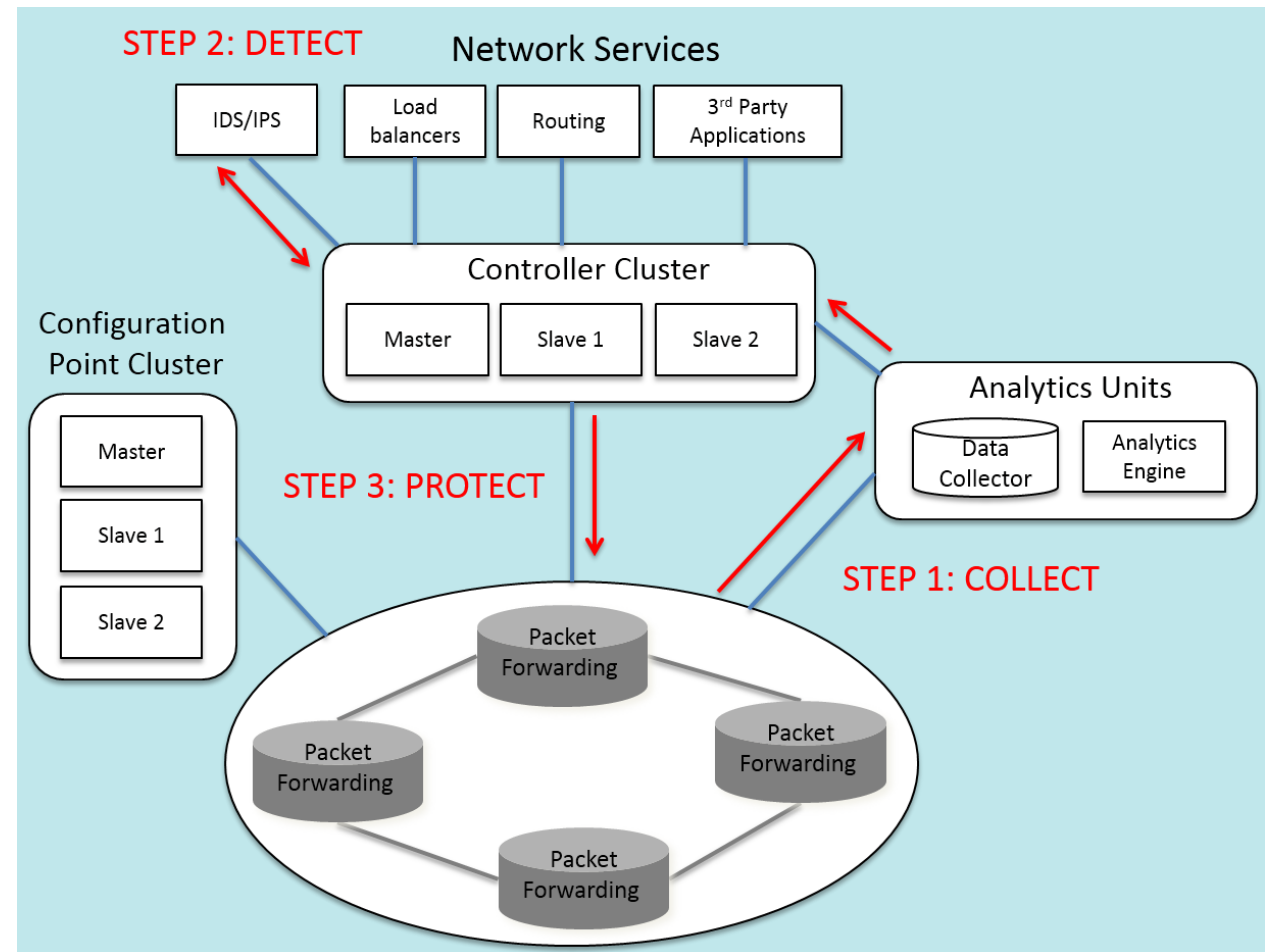 STEP 2: DETECT
Network Services
IDS/IPS
Load
balancers
Routing
3rd Party
Applications
Controller Cluster
Master
Slave 1
Slave 2
Configuration
Point Cluster
Master
Slave 1
Slave 2
Analytics Units
Data
Collector
Analytics
Engine
STEP 3: PROTECT
STEP 1: COLLECT
Packet
Forwarding
Packet
Forwarding
Packet
Forwarding
Packet
Forwarding